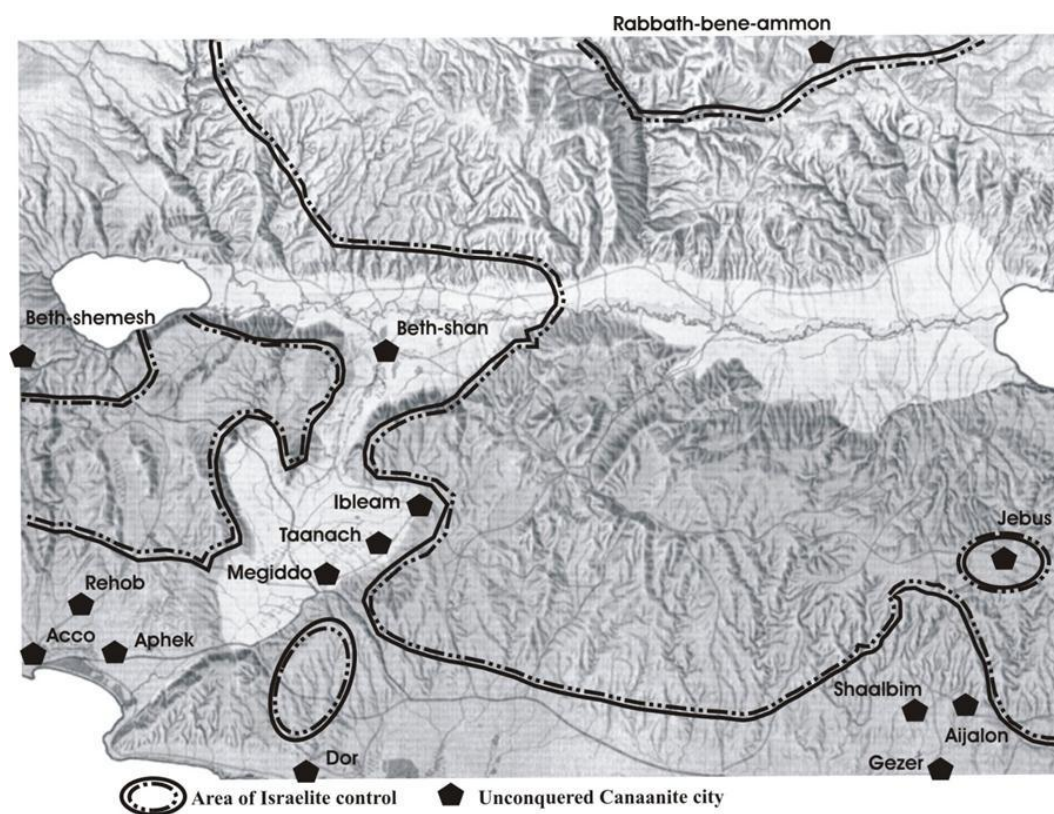 Rabbath-bene-ammon
Beth-shemesh
Beth-shan
Ibleam
Jebus
Taanach
Megiddo
Rehob
Acco
Aphek
Shaalbim
Aijalon
Dor
Gezer
Area of Israelite control
Unconquered Canaanite city